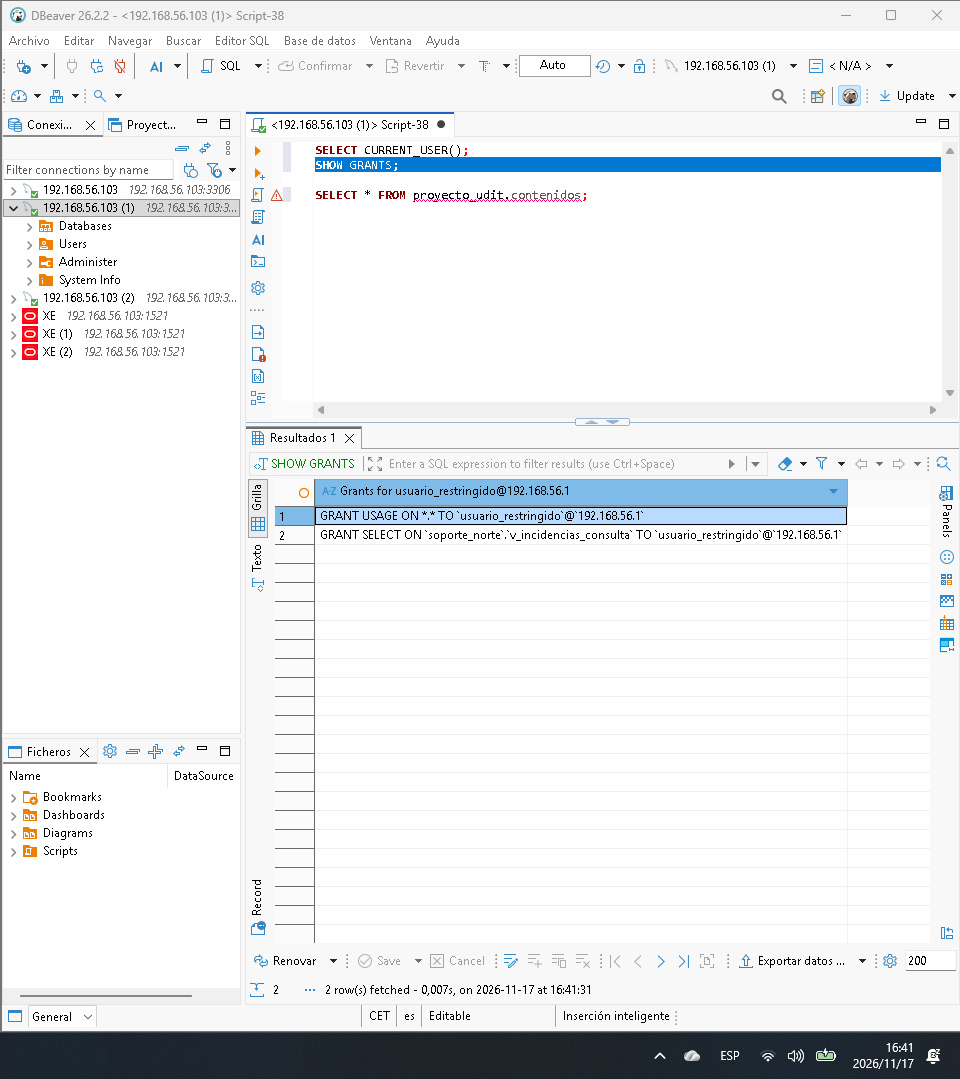 DBeaver 26.2.2 - <192.168.56.103 (1)> Script-38
Archivo Editar Navegar Buscar Editor SQL Base de datos Ventana Ayuda
AI SQL Confirmar Revertir T Auto 192.168.56.103 (1) < N/A >
Update
Conexi... Proyect...
<192.168.56.103 (1)> Script-38
Filter connections by name
192.168.56.103 192.168.56.103:3306
192.168.56.103 (1) 192.168.56.103:3...
Databases
Users
Administer
System Info
192.168.56.103 (2) 192.168.56.103:3...
XE 192.168.56.103:1521
XE (1) 192.168.56.103:1521
XE (2) 192.168.56.103:1521
AI
SELECT CURRENT_USER();
SHOW GRANTS;
SELECT * FROM proyecto_udit.contenidos;
Resultados 1
SHOW GRANTS Enter a SQL expression to filter results (use Ctrl+Space)
Grilla
Texto
Record
A-Z Grants for usuario_restringido@192.168.56.1
1 GRANT USAGE ON *.* TO `usuario_restringido`@`192.168.56.1`
2 GRANT SELECT ON `soporte_norte`.`v_incidencias_consulta` TO `usuario_restringido`@`192.168.56.1`
Panels
Ficheros
Name DataSource
Bookmarks
Dashboards
Diagrams
Scripts
Renovar Save Cancel Exportar datos ... 200
2 ... 2 row(s) fetched - 0,007s, on 2026-11-17 at 16:41:31
General CET es Editable Inserción inteligente
ESP
16:41
2026/11/17